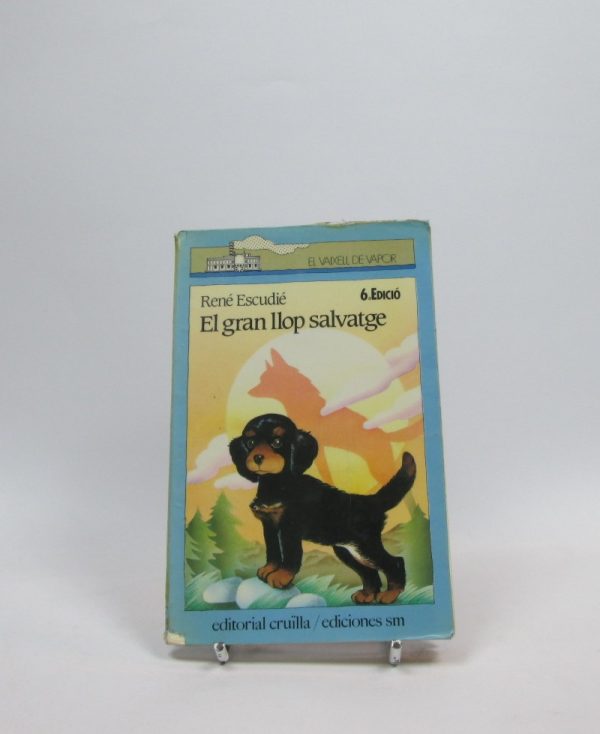 EL VAIXELL DE VAPOR
René Escudié
6.a EDICIÓ
El gran llop salvatge
editorial cruïlla/ediciones sm